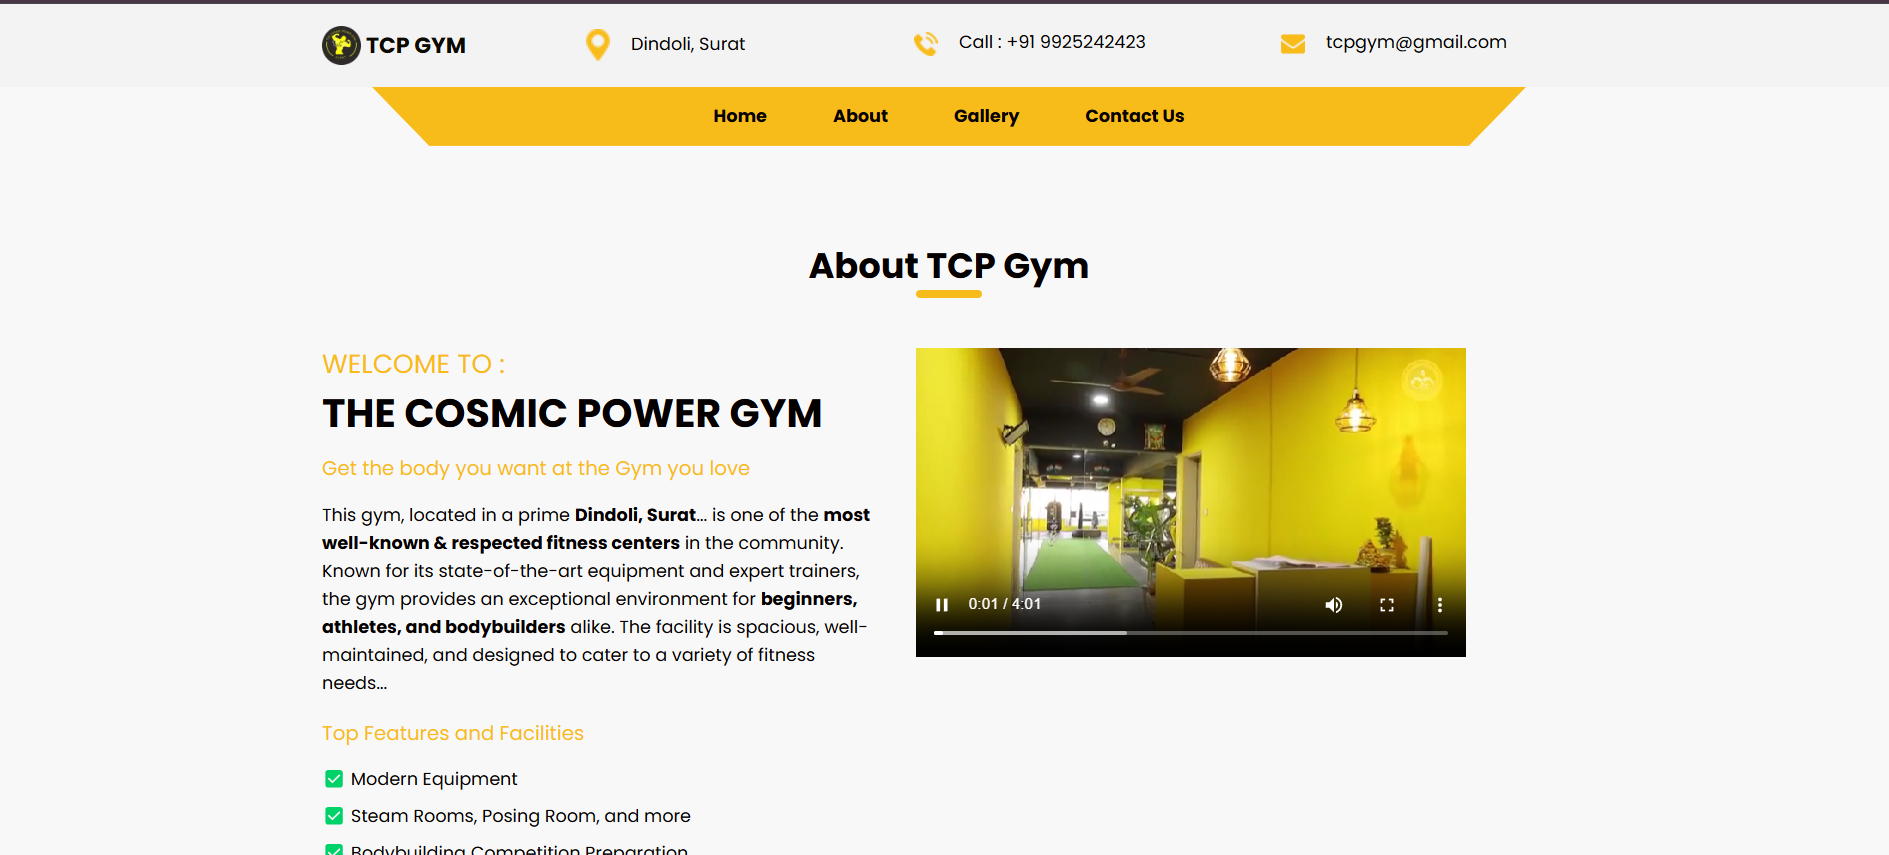 TCP GYM
Dindoli, Surat
Call : +91 9925242423
tcpgym@gmail.com
Home
About
Gallery
Contact Us
About TCP Gym
WELCOME TO :
THE COSMIC POWER GYM
Get the body you want at the Gym you love
This gym, located in a prime Dindoli, Surat... is one of the most
well-known & respected fitness centers in the community.
Known for its state-of-the-art equipment and expert trainers,
the gym provides an exceptional environment for beginners,
athletes, and bodybuilders alike. The facility is spacious, well-
maintained, and designed to cater to a variety of fitness
needs...
0:01 / 4:01
Top Features and Facilities
Modern Equipment
Steam Rooms, Posing Room, and more
Bodybuilding Competition Preparation